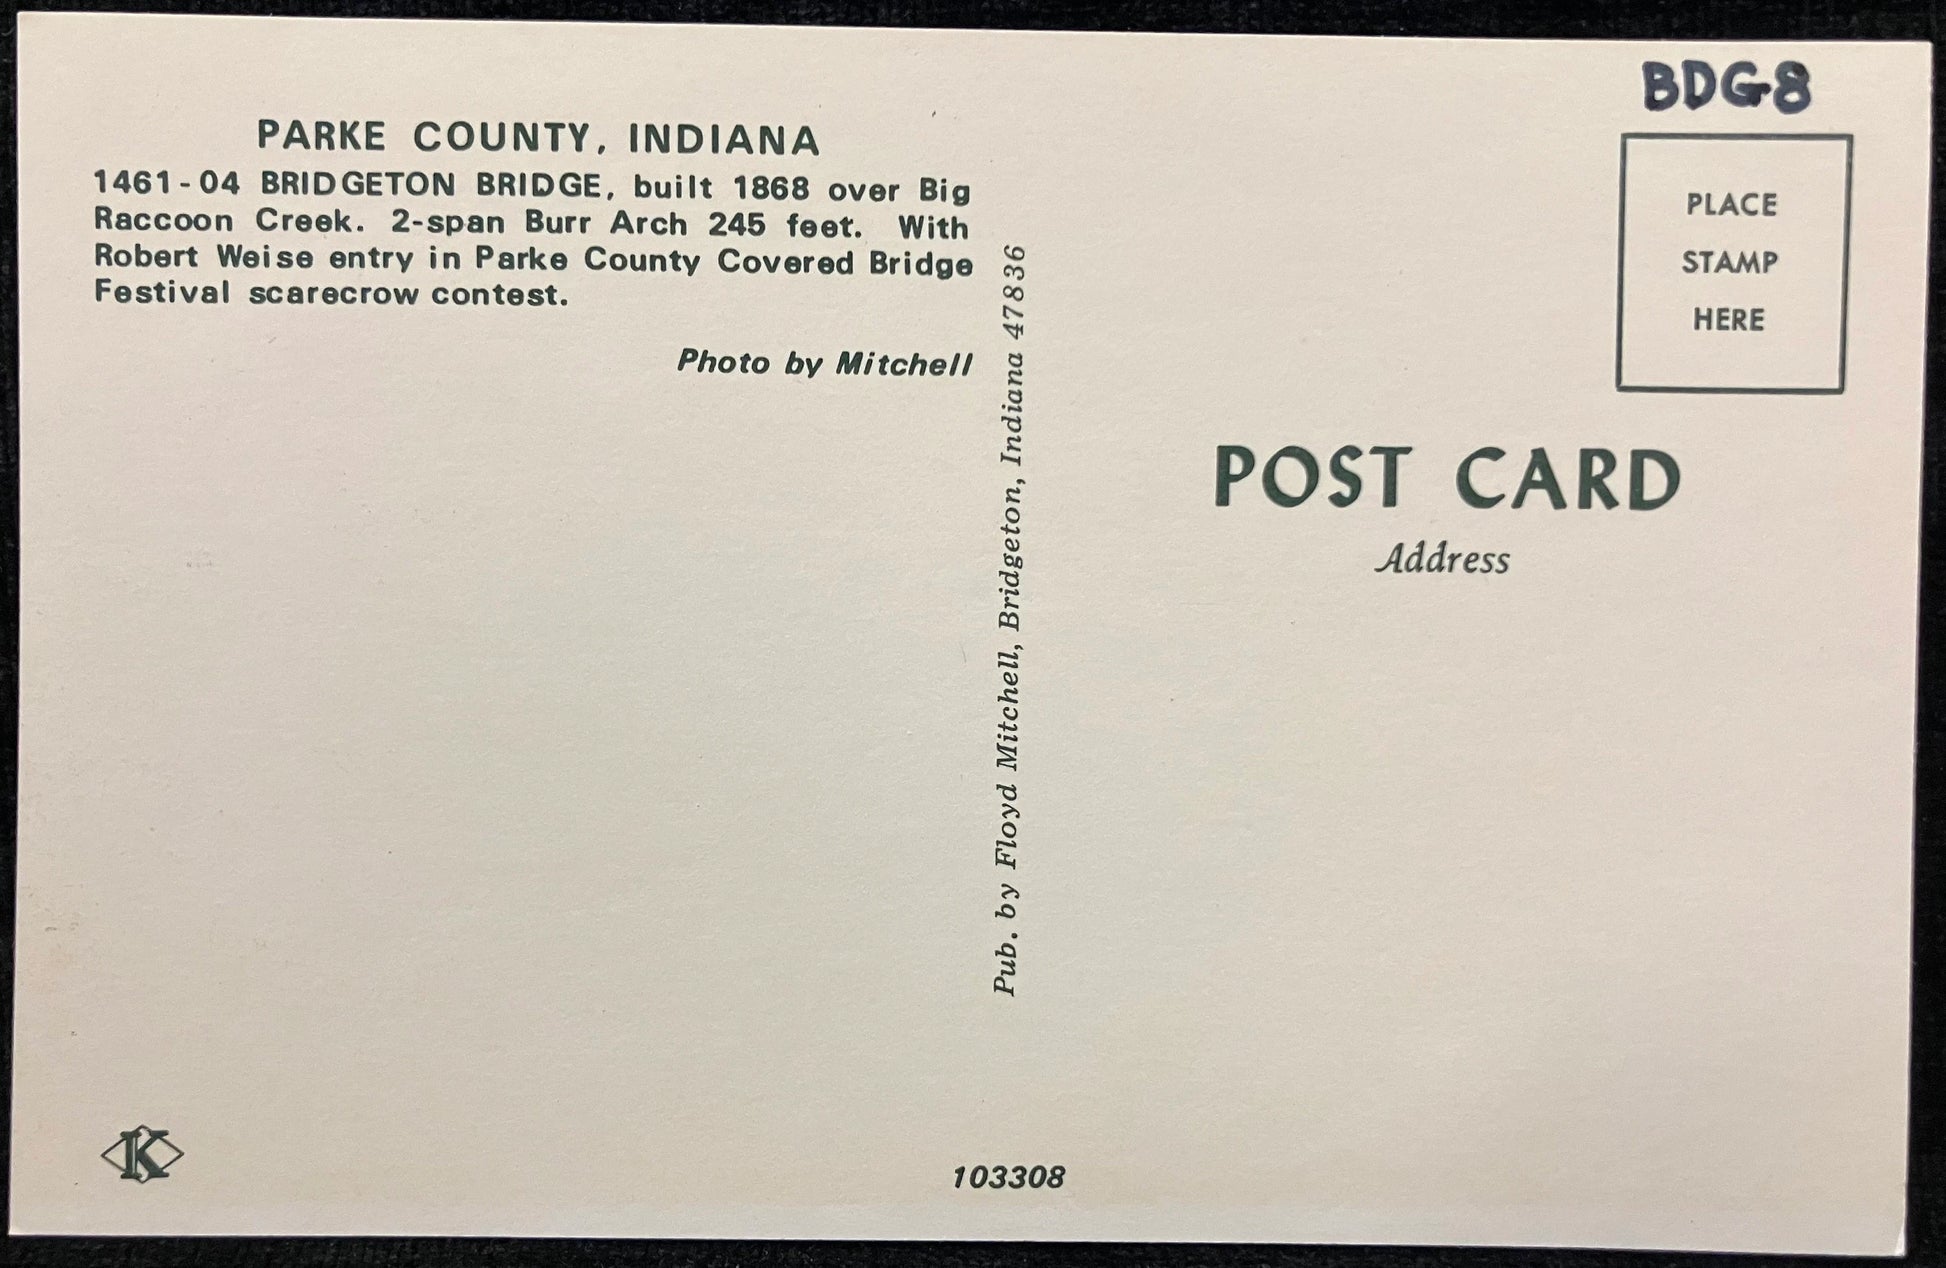 PARKE COUNTY, INDIANA
1461-04 BRIDGETON BRIDGE, built 1868 over Big
Raccoon Creek. 2-span Burr Arch 245 feet. With
Robert Weise entry in Parke County Covered Bridge
Festival scarecrow contest.
Photo by Mitchell
K
Pub. by Floyd Mitchell, Bridgeton, Indiana 47836
103308
BDG8
PLACE
STAMP
HERE
POST CARD
Address